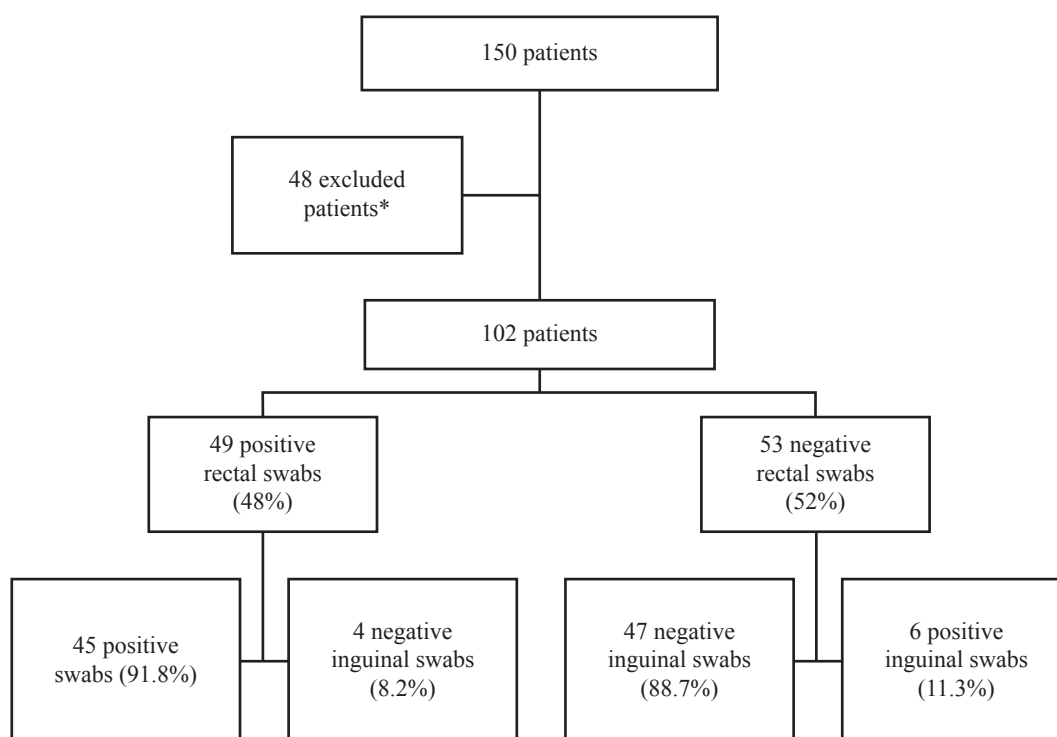 150 patients
48 excluded
patients*
102 patients
49 positive
rectal swabs
(48%)
53 negative
rectal swabs
(52%)
45 positive
swabs (91.8%)
4 negative
inguinal swabs
(8.2%)
47 negative
inguinal swabs
(88.7%)
6 positive
inguinal swabs
(11.3%)